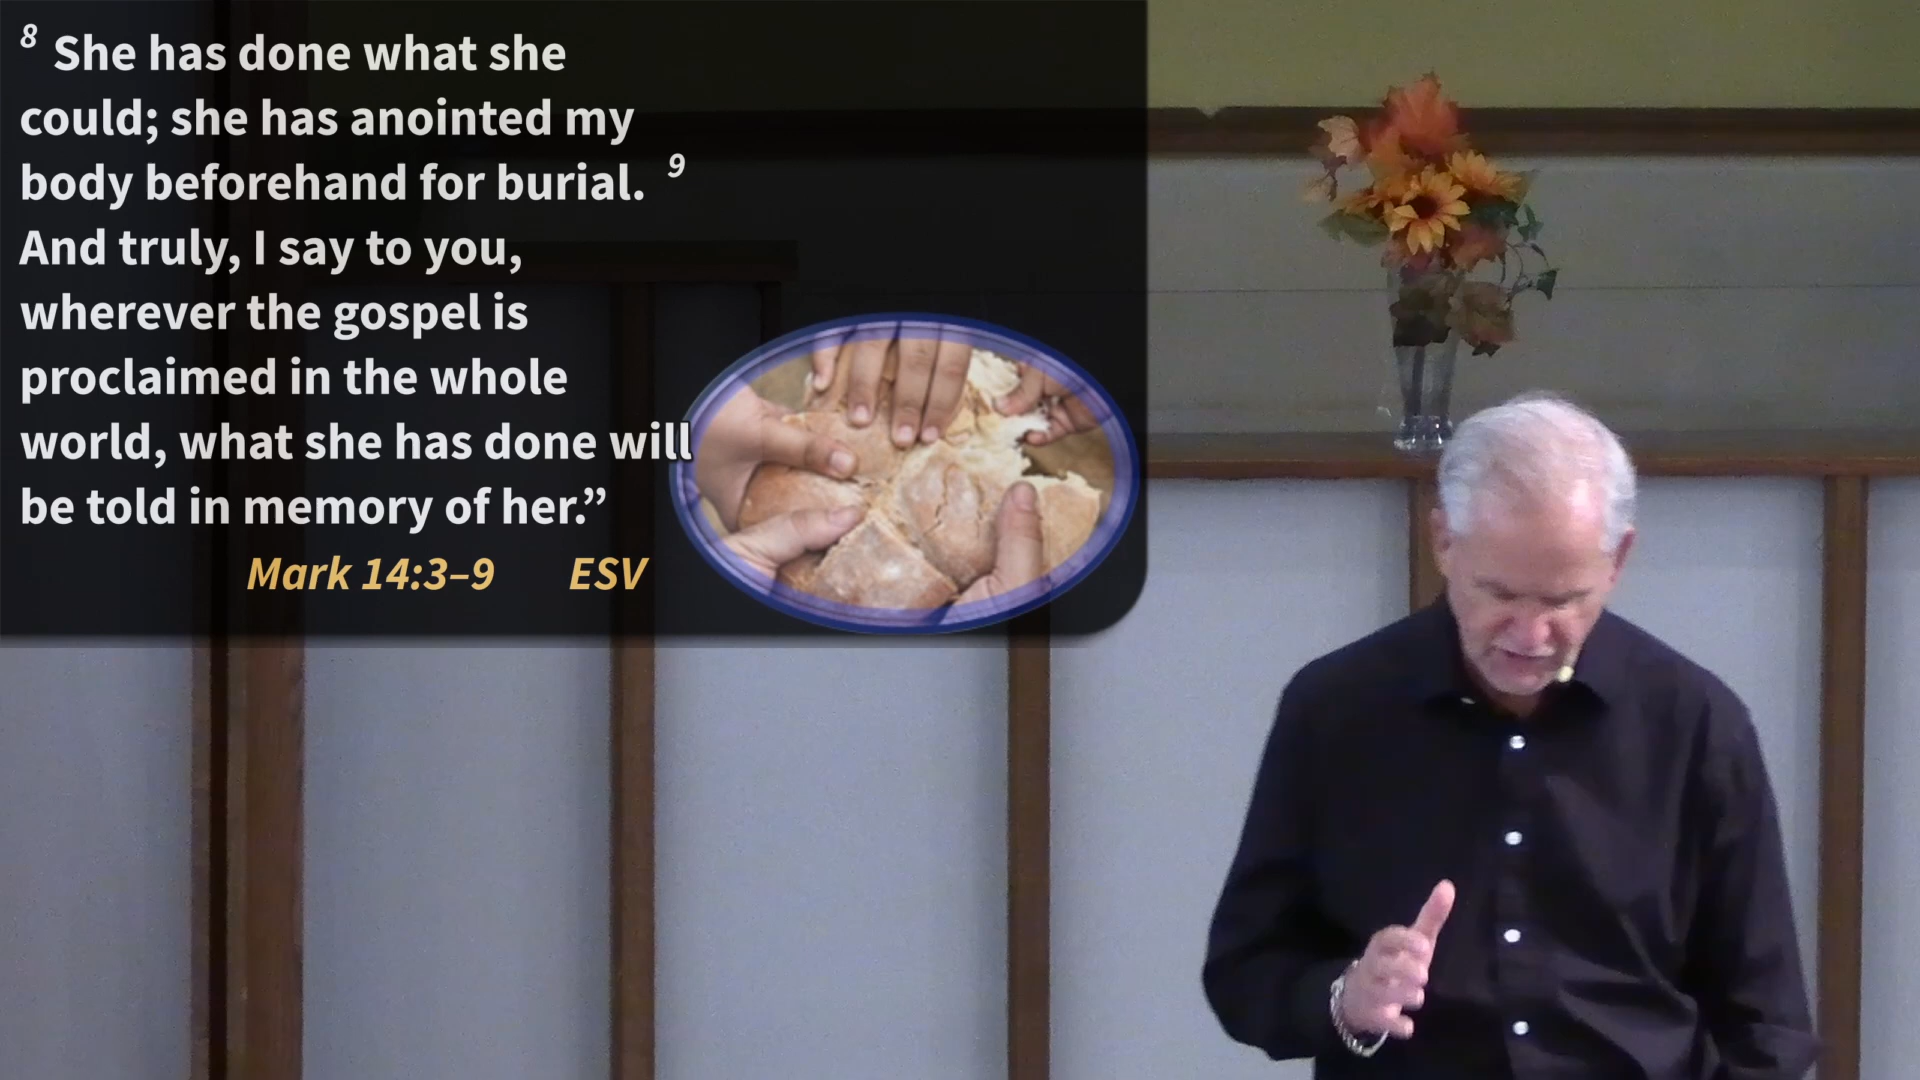 8 She has done what she
could; she has anointed my
body beforehand for burial. 9
And truly, I say to you,
wherever the gospel is
proclaimed in the whole
world, what she has done will
be told in memory of her.”
Mark 14:3–9 ESV